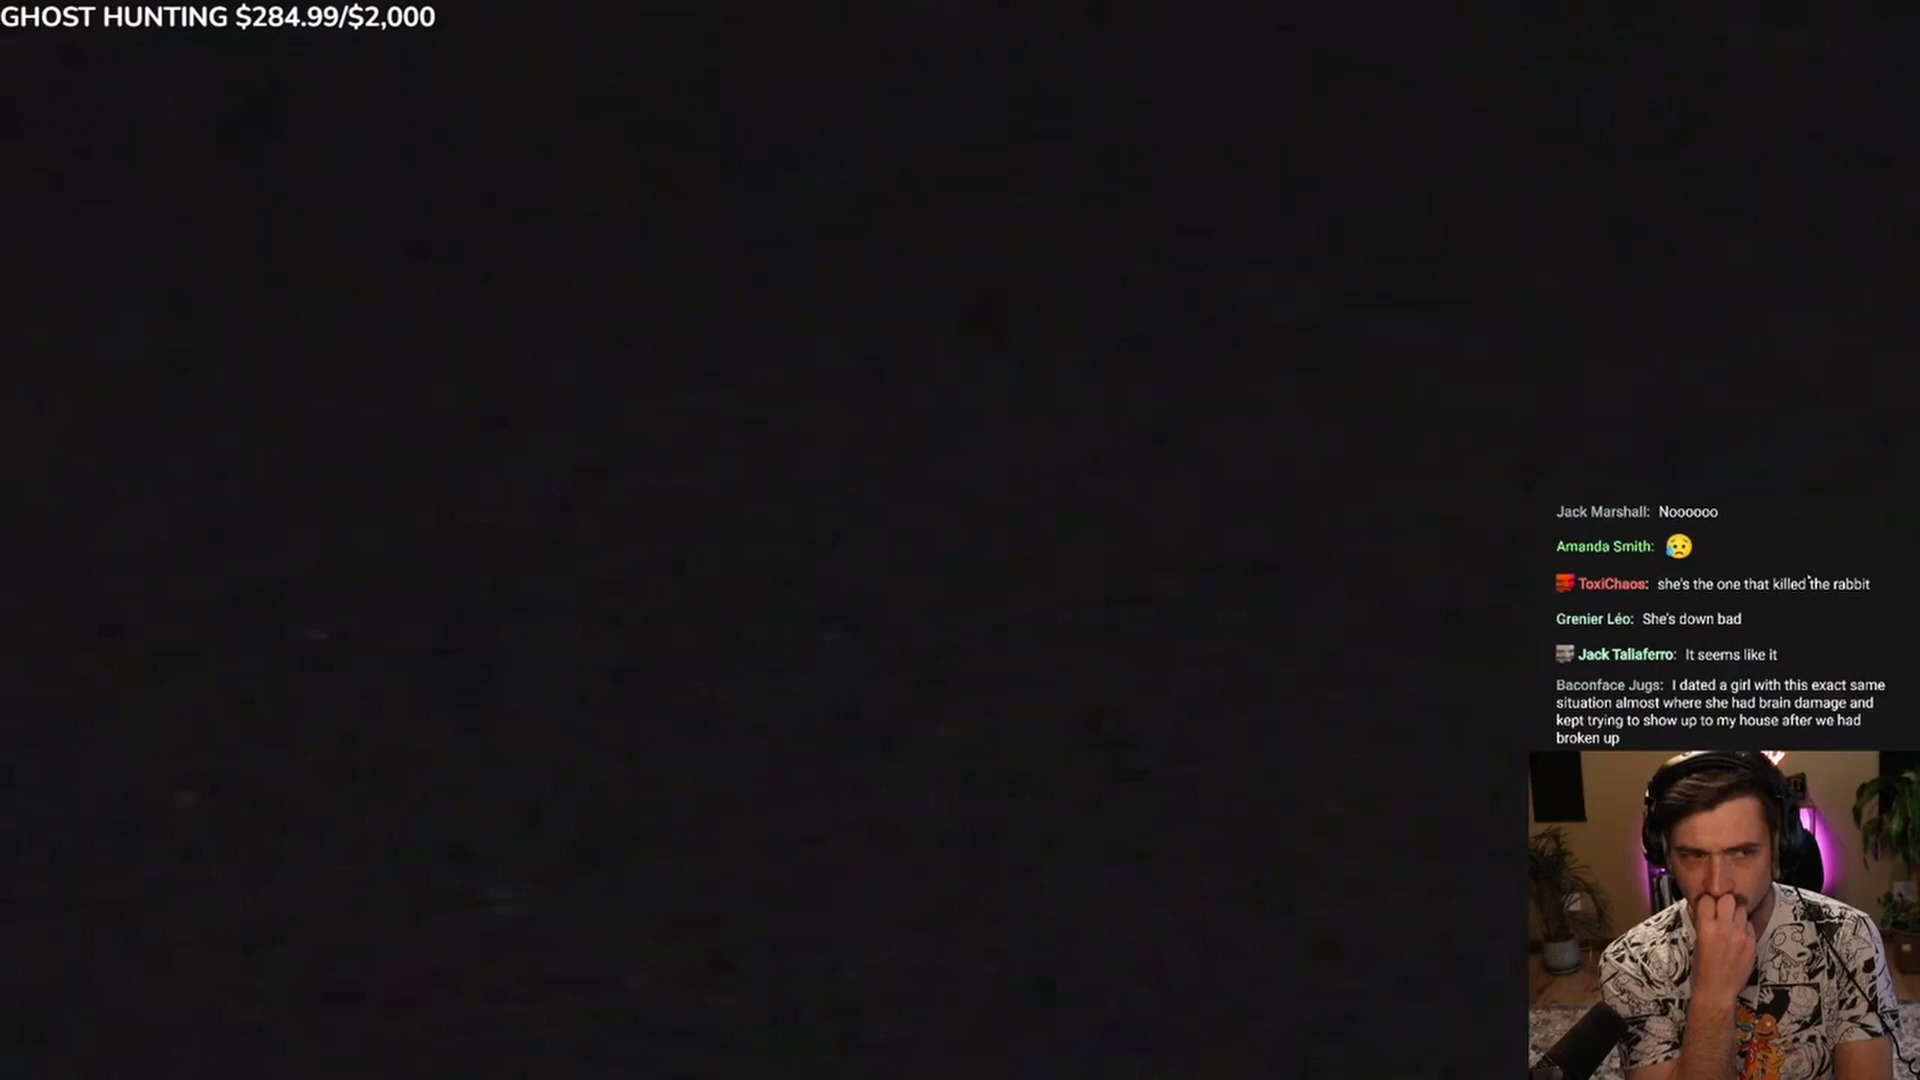 GHOST HUNTING $284.99/$2,000
Jack Marshall: Noooooo
Amanda Smith: 😥
ToxiChaos: she's the one that killed the rabbit
Grenier Léo: She's down bad
Jack Taliaferro: It seems like it
Baconface Jugs: I dated a girl with this exact same
situation almost where she had brain damage and
kept trying to show up to my house after we had
broken up